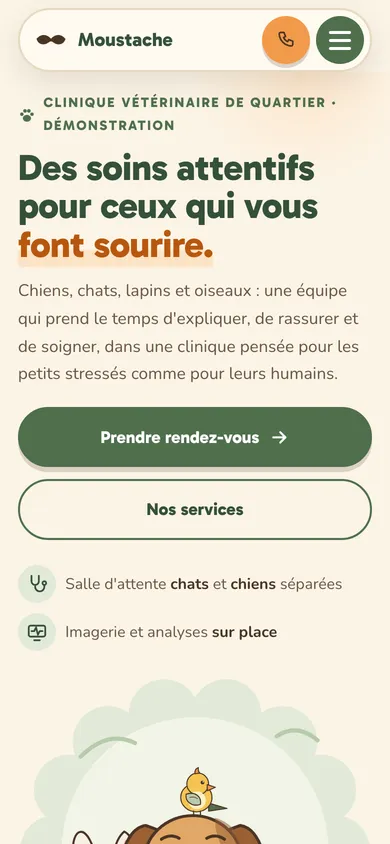 Moustache
CLINIQUE VÉTÉRINAIRE DE QUARTIER ·
DÉMONSTRATION
Des soins attentifs
pour ceux qui vous
font sourire.
Chiens, chats, lapins et oiseaux : une équipe
qui prend le temps d'expliquer, de rassurer et
de soigner, dans une clinique pensée pour les
petits stressés comme pour leurs humains.
Prendre rendez-vous →
Nos services
Salle d'attente chats et chiens séparées
Imagerie et analyses sur place